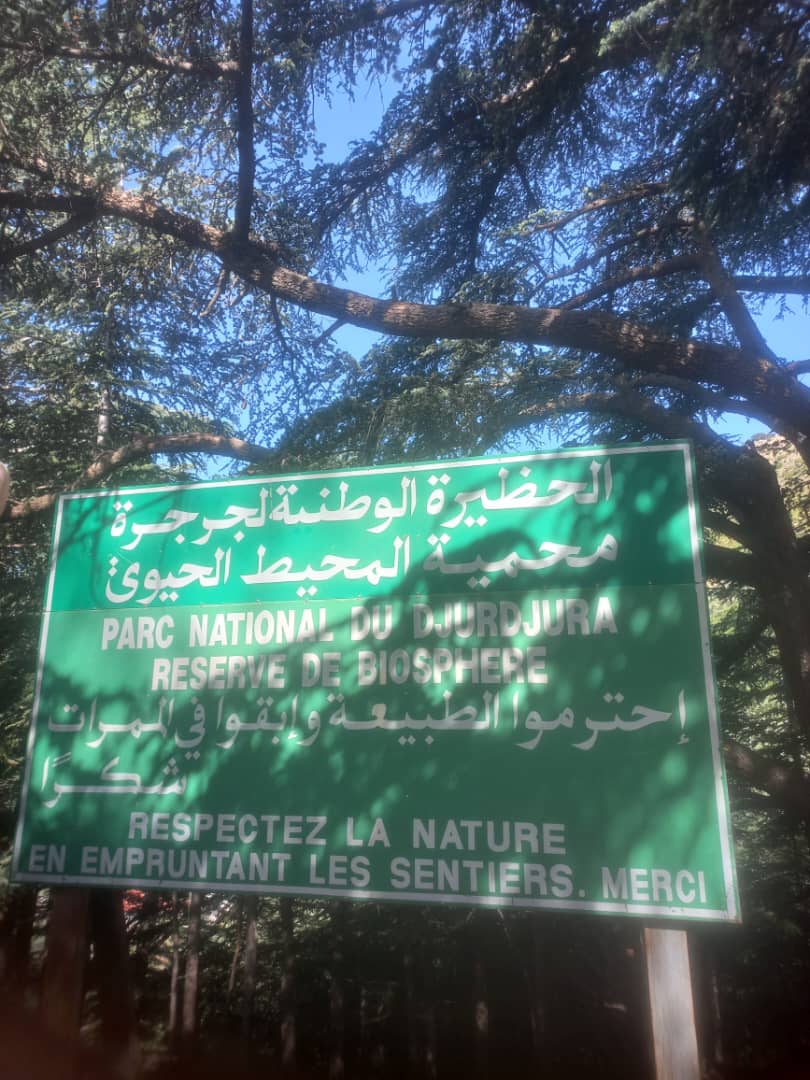 الحظيرة الوطنية لجرجرة
محمية المحيط الحيوي
PARC NATIONAL DU DJURDJURA
RESERVE DE BIOSPHERE
إحترموا الطبيعة وإبقوا في الممرات
شكرًا
RESPECTEZ LA NATURE
EN EMPRUNTANT LES SENTIERS. MERCI